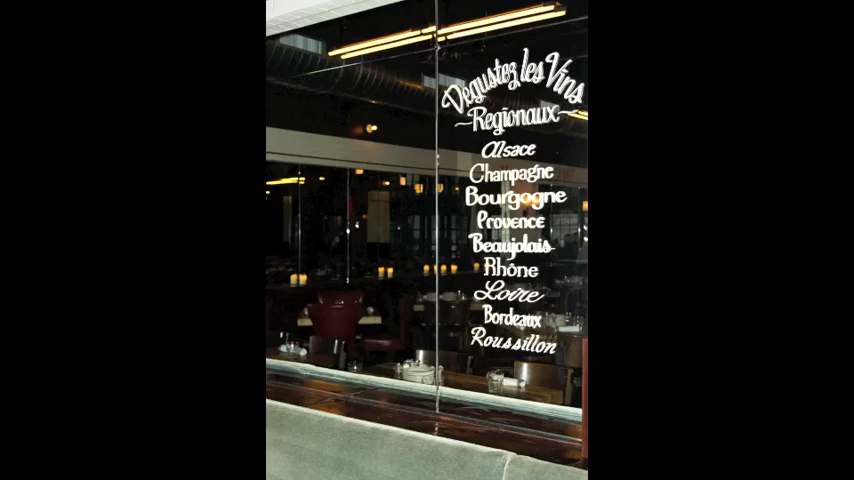 Degustez les Vins
Regionaux
Alsace
Champagne
Bourgogne
Provence
Beaujolais
Rhône
Loire
Bordeaux
Roussillon